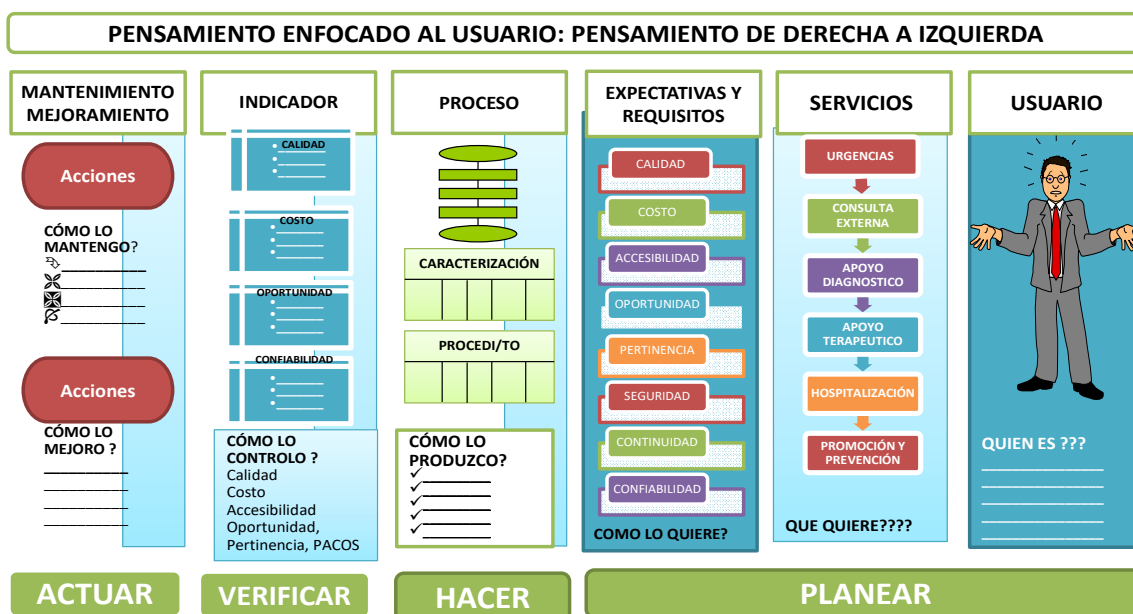 PENSAMIENTO ENFOCADO AL USUARIO: PENSAMIENTO DE DERECHA A IZQUIERDA
MANTENIMIENTO
MEJORAMIENTO
Acciones
CÓMO LO
MANTENGO?
Acciones
CÓMO LO
MEJORO ?
ACTUAR
INDICADOR
CALIDAD
COSTO
OPORTUNIDAD
CONFIABILIDAD
CÓMO LO
CONTROLO ?
Calidad
Costo
Accesibilidad
Oportunidad,
Pertinencia, PACOS
VERIFICAR
PROCESO
CARACTERIZACIÓN
PROCEDI/TO
CÓMO LO
PRODUZCO?
HACER
EXPECTATIVAS Y
REQUISITOS
CALIDAD
COSTO
ACCESIBILIDAD
OPORTUNIDAD
PERTINENCIA
SEGURIDAD
CONTINUIDAD
CONFIABILIDAD
COMO LO QUIERE?
SERVICIOS
URGENCIAS
CONSULTA
EXTERNA
APOYO
DIAGNOSTICO
APOYO
TERAPEUTICO
HOSPITALIZACIÓN
PROMOCIÓN Y
PREVENCIÓN
QUE QUIERE????
USUARIO
QUIEN ES ???
PLANEAR